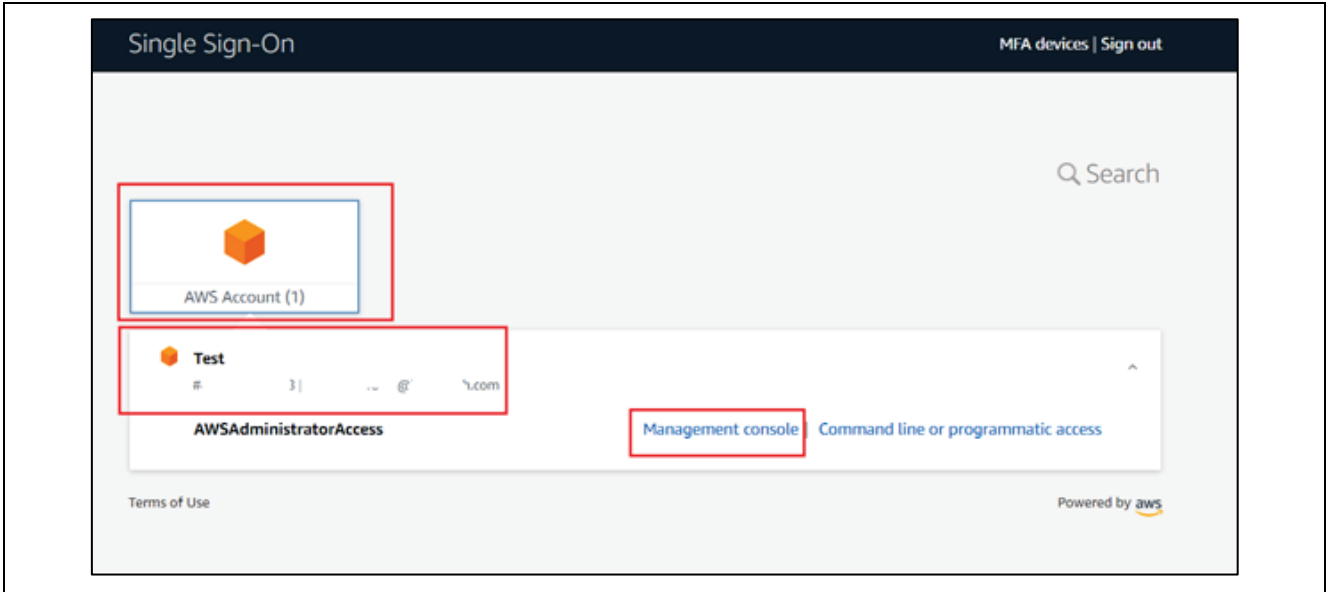 Single Sign-On
MFA devices | Sign out
Search
AWS Account (1)
Test
AWSAdministratorAccess
Management console | Command line or programmatic access
Terms of Use
Powered by aws